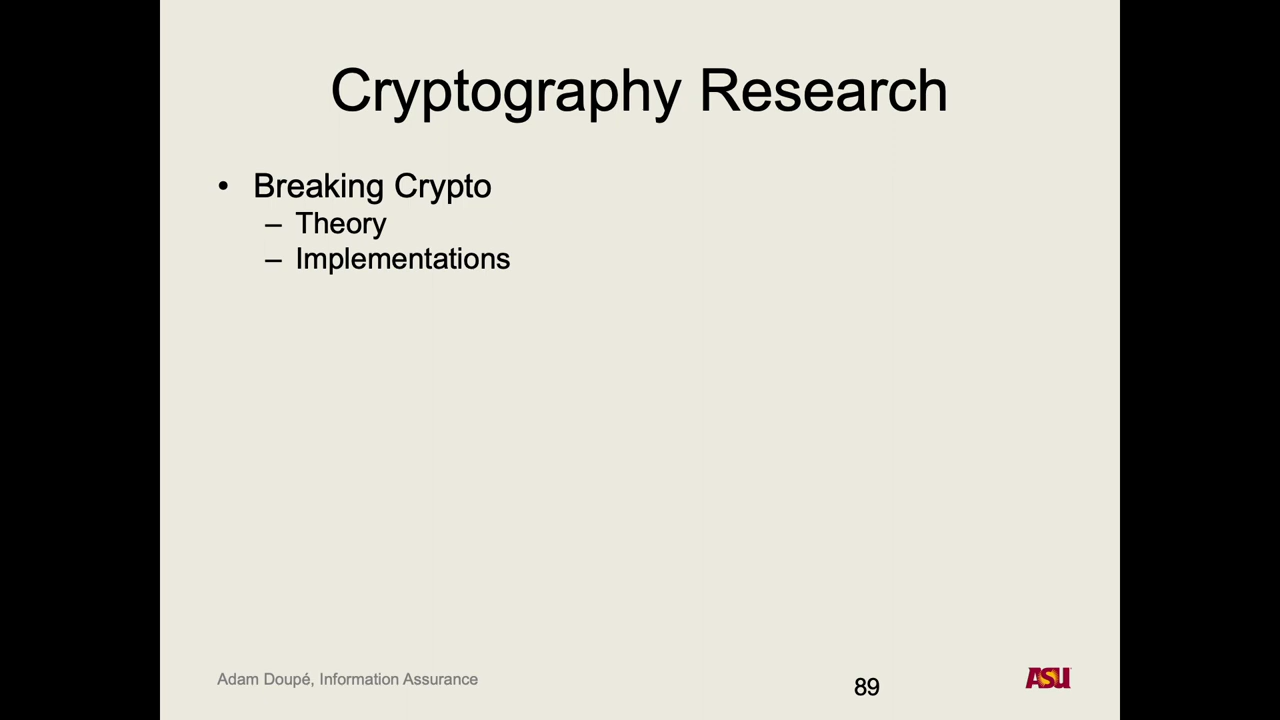 Cryptography Research
• Breaking Crypto
– Theory
– Implementations
Adam Doupé, Information Assurance
89
ASU